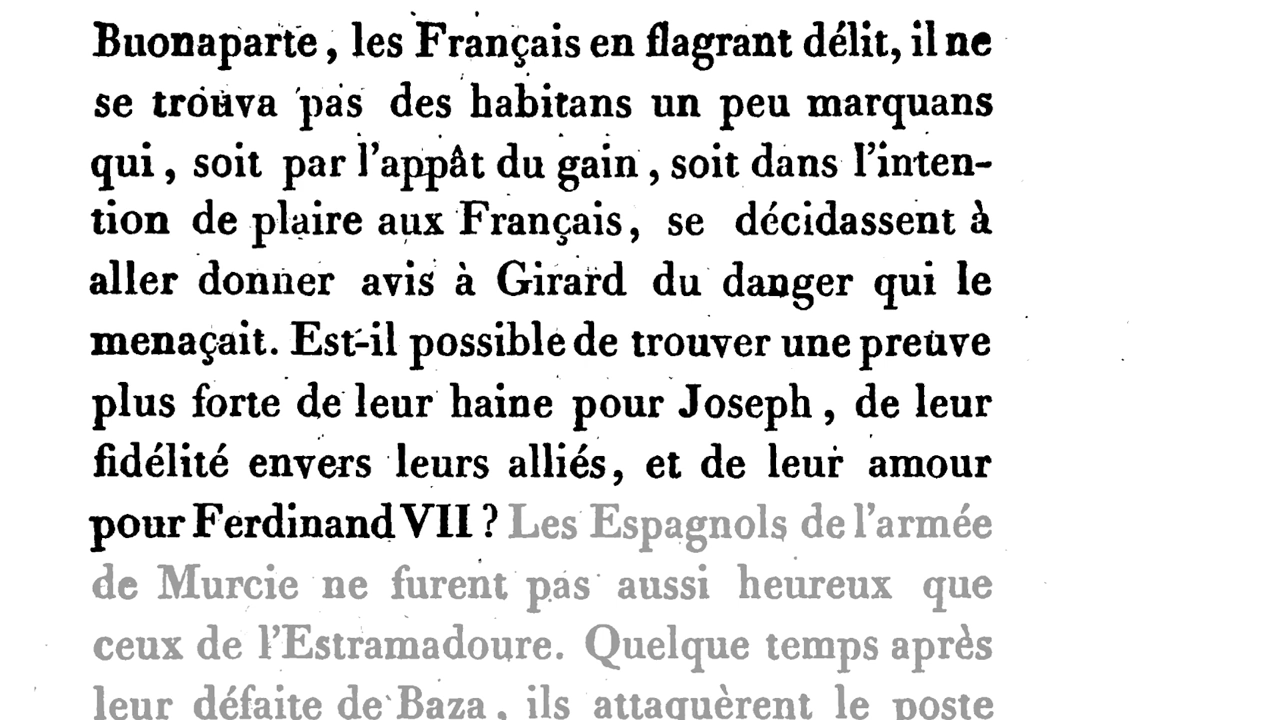 Buonaparte, les Français en flagrant délit, il ne
se trouva pas des habitans un peu marquans
qui, soit par l'appât du gain, soit dans l'inten-
tion de plaire aux Français, se décidassent à
aller donner avis à Girard du danger qui le
menaçait. Est-il possible de trouver une preuve
plus forte de leur haine pour Joseph, de leur
fidélité envers leurs alliés, et de leur amour
pour Ferdinand VII ? Les Espagnols de l'armée
de Murcie ne furent pas aussi heureux que
ceux de l'Estramadoure. Quelque temps après
leur défaite de Baza, ils attaquèrent le poste